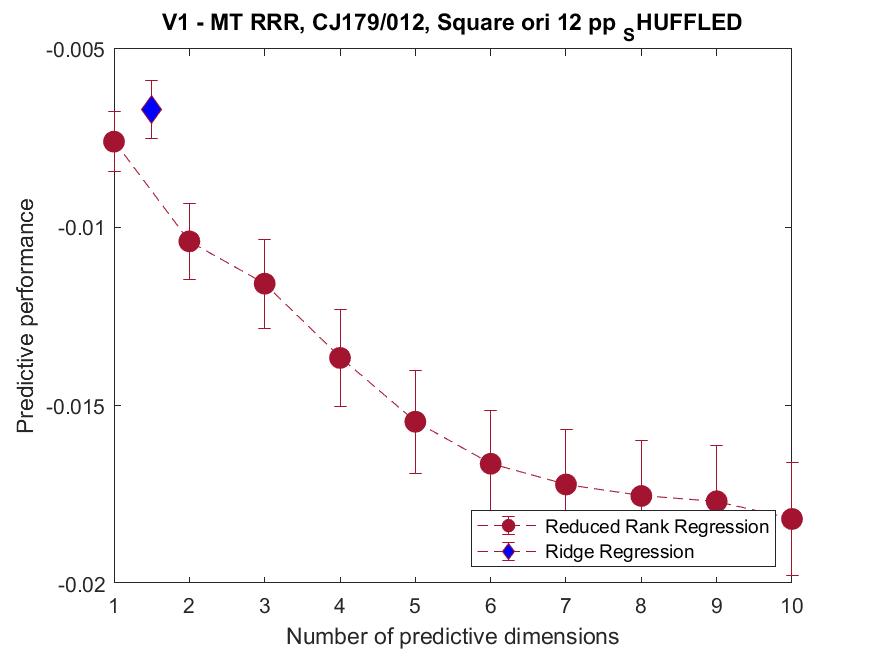 V1 - MT RRR, CJ179/012, Square ori 12 pp SHUFFLED
-0.005
-0.01
-0.015
-0.02
Predictive performance
Reduced Rank Regression
Ridge Regression
1 2 3 4 5 6 7 8 9 10
Number of predictive dimensions